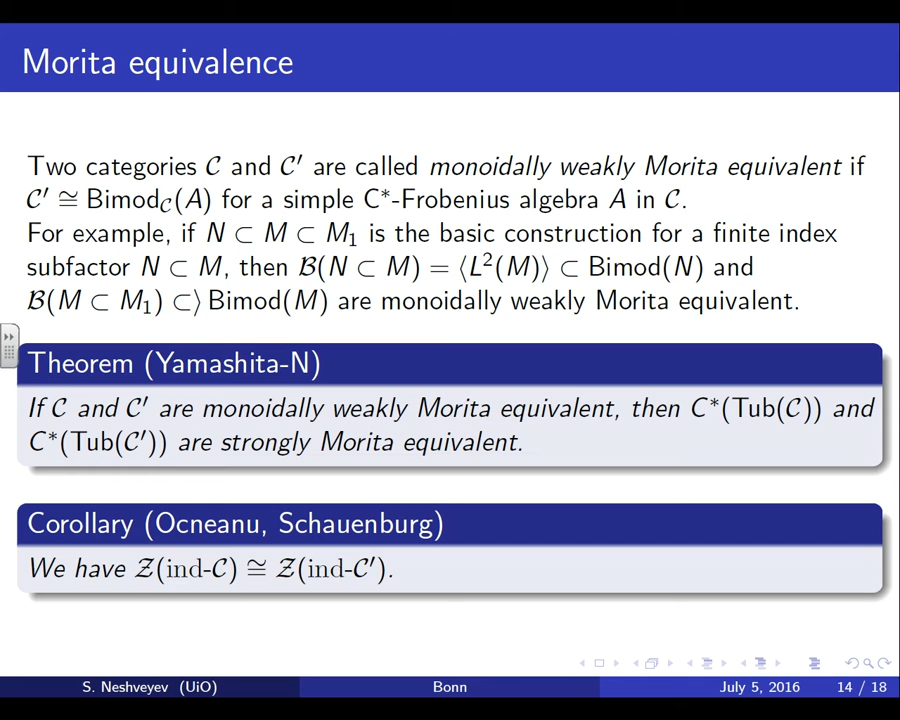 Morita equivalence
Two categories 𝒞 and 𝒞′ are called monoidally weakly Morita equivalent if
𝒞′ ≅ Bimod𝒞(A) for a simple C*-Frobenius algebra A in 𝒞.
For example, if N ⊂ M ⊂ M₁ is the basic construction for a finite index
subfactor N ⊂ M, then ℬ(N ⊂ M) = ⟨L²(M)⟩ ⊂ Bimod(N) and
ℬ(M ⊂ M₁) ⊂⟩ Bimod(M) are monoidally weakly Morita equivalent.
Theorem (Yamashita-N)
If 𝒞 and 𝒞′ are monoidally weakly Morita equivalent, then C*(Tub(𝒞)) and
C*(Tub(𝒞′)) are strongly Morita equivalent.
Corollary (Ocneanu, Schauenburg)
We have 𝒵(ind-𝒞) ≅ 𝒵(ind-𝒞′).
S. Neshveyev (UiO) Bonn July 5, 2016 14 / 18